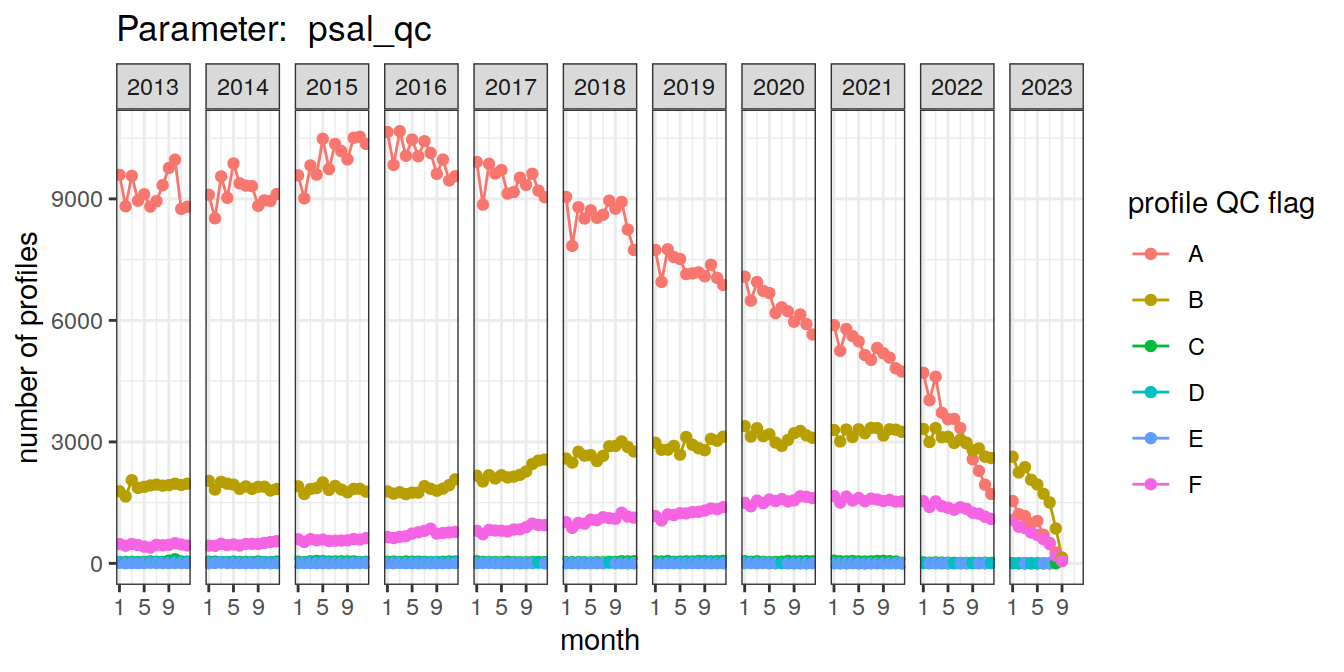 Parameter:  psal_qc
2013 2014 2015 2016 2017 2018 2019 2020 2021 2022 2023
number of profiles
9000
6000
3000
0
1 5 9 1 5 9 1 5 9 1 5 9 1 5 9 1 5 9 1 5 9 1 5 9 1 5 9 1 5 9 1 5 9
month
profile QC flag
A
B
C
D
E
F